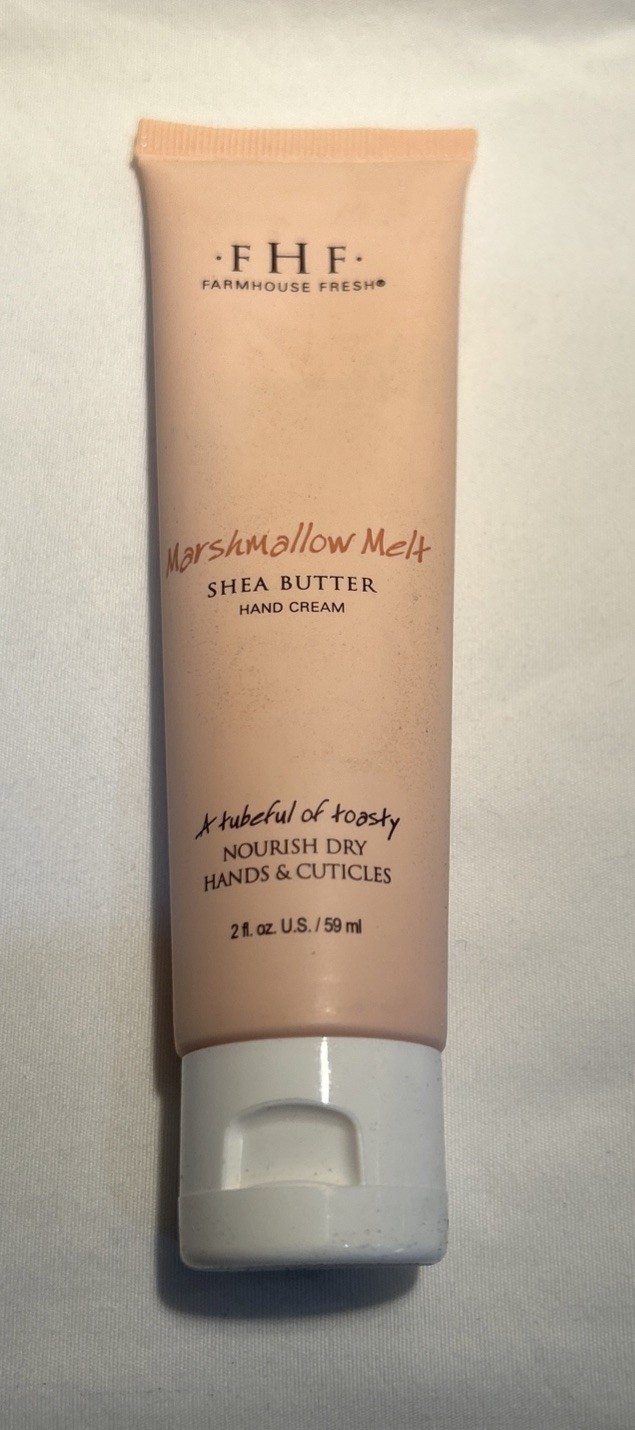 ·FHF·
FARMHOUSE FRESH®
Marshmallow Melt
SHEA BUTTER
HAND CREAM
A tubeful of toasty
NOURISH DRY
HANDS & CUTICLES
2 fl. oz. U.S. / 59 ml